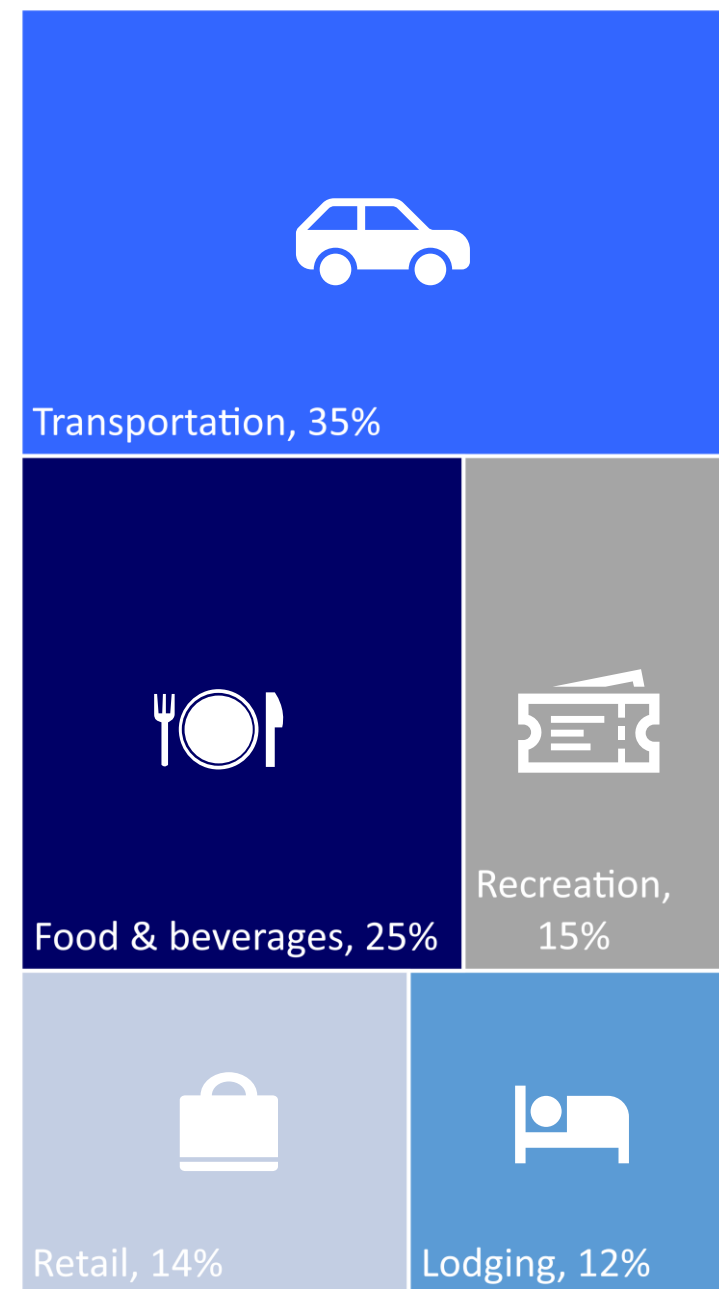 Transportation, 35%
Food & beverages, 25%
Recreation,
15%
Retail, 14%
Lodging, 12%